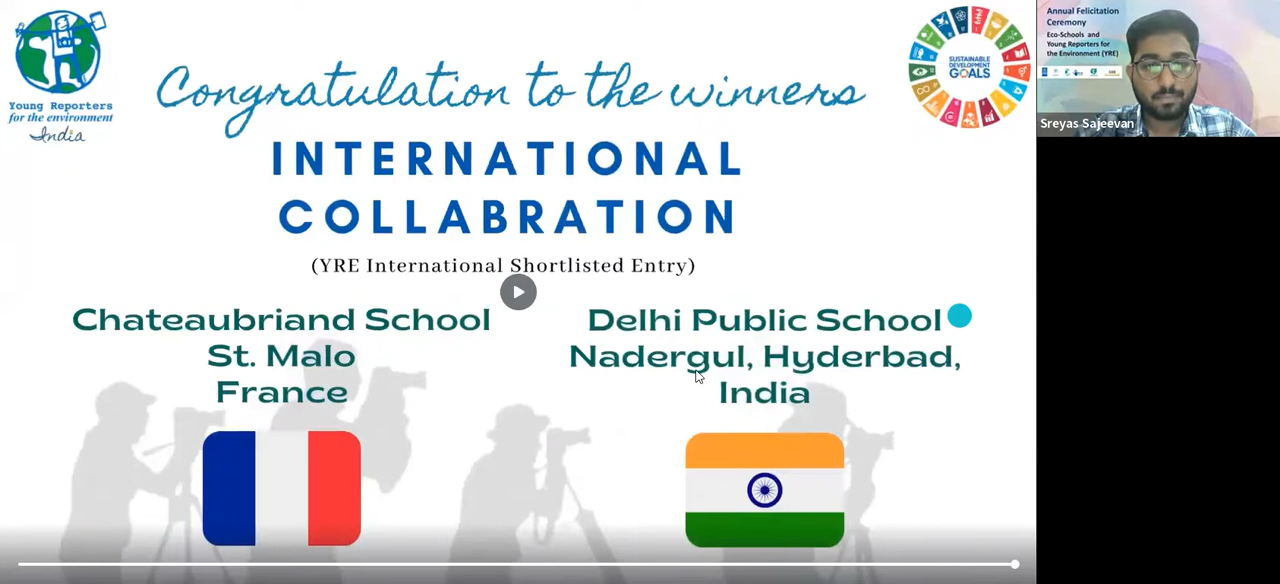 Young Reporters
for the environment
India
Congratulation to the winners
INTERNATIONAL
COLLABRATION
(YRE International Shortlisted Entry)
Chateaubriand School
St. Malo
France
Delhi Public School
Nadergul, Hyderbad,
India
SUSTAINABLE
DEVELOPMENT
GOALS
Annual Felicitation
Ceremony
Eco-Schools and
Young Reporters for
the Environment (YRE)
Sreyas Sajeevan